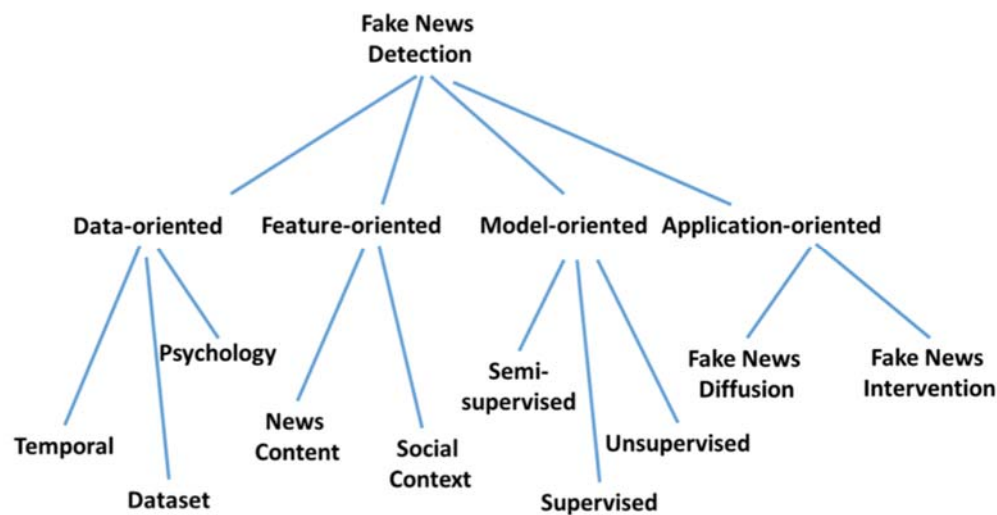 Fake News
Detection
Data-oriented
Feature-oriented
Model-oriented
Application-oriented
Psychology
Temporal
Dataset
News
Content
Social
Context
Semi-
supervised
Unsupervised
Supervised
Fake News
Diffusion
Fake News
Intervention